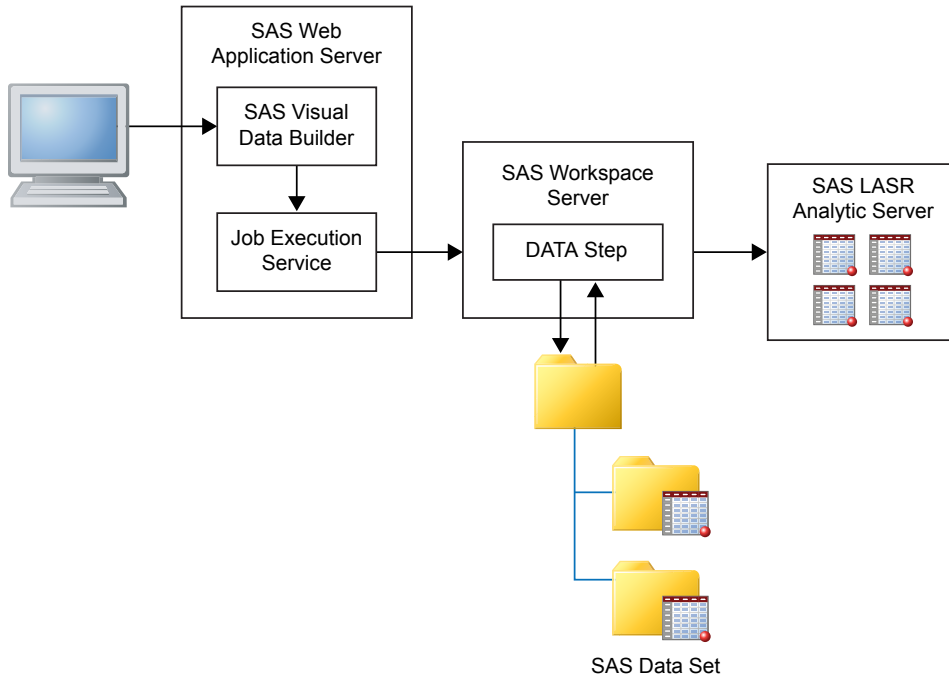 SAS Web
Application Server
SAS Visual
Data Builder
Job Execution
Service
SAS Workspace
Server
DATA Step
SAS LASR
Analytic Server
SAS Data Set